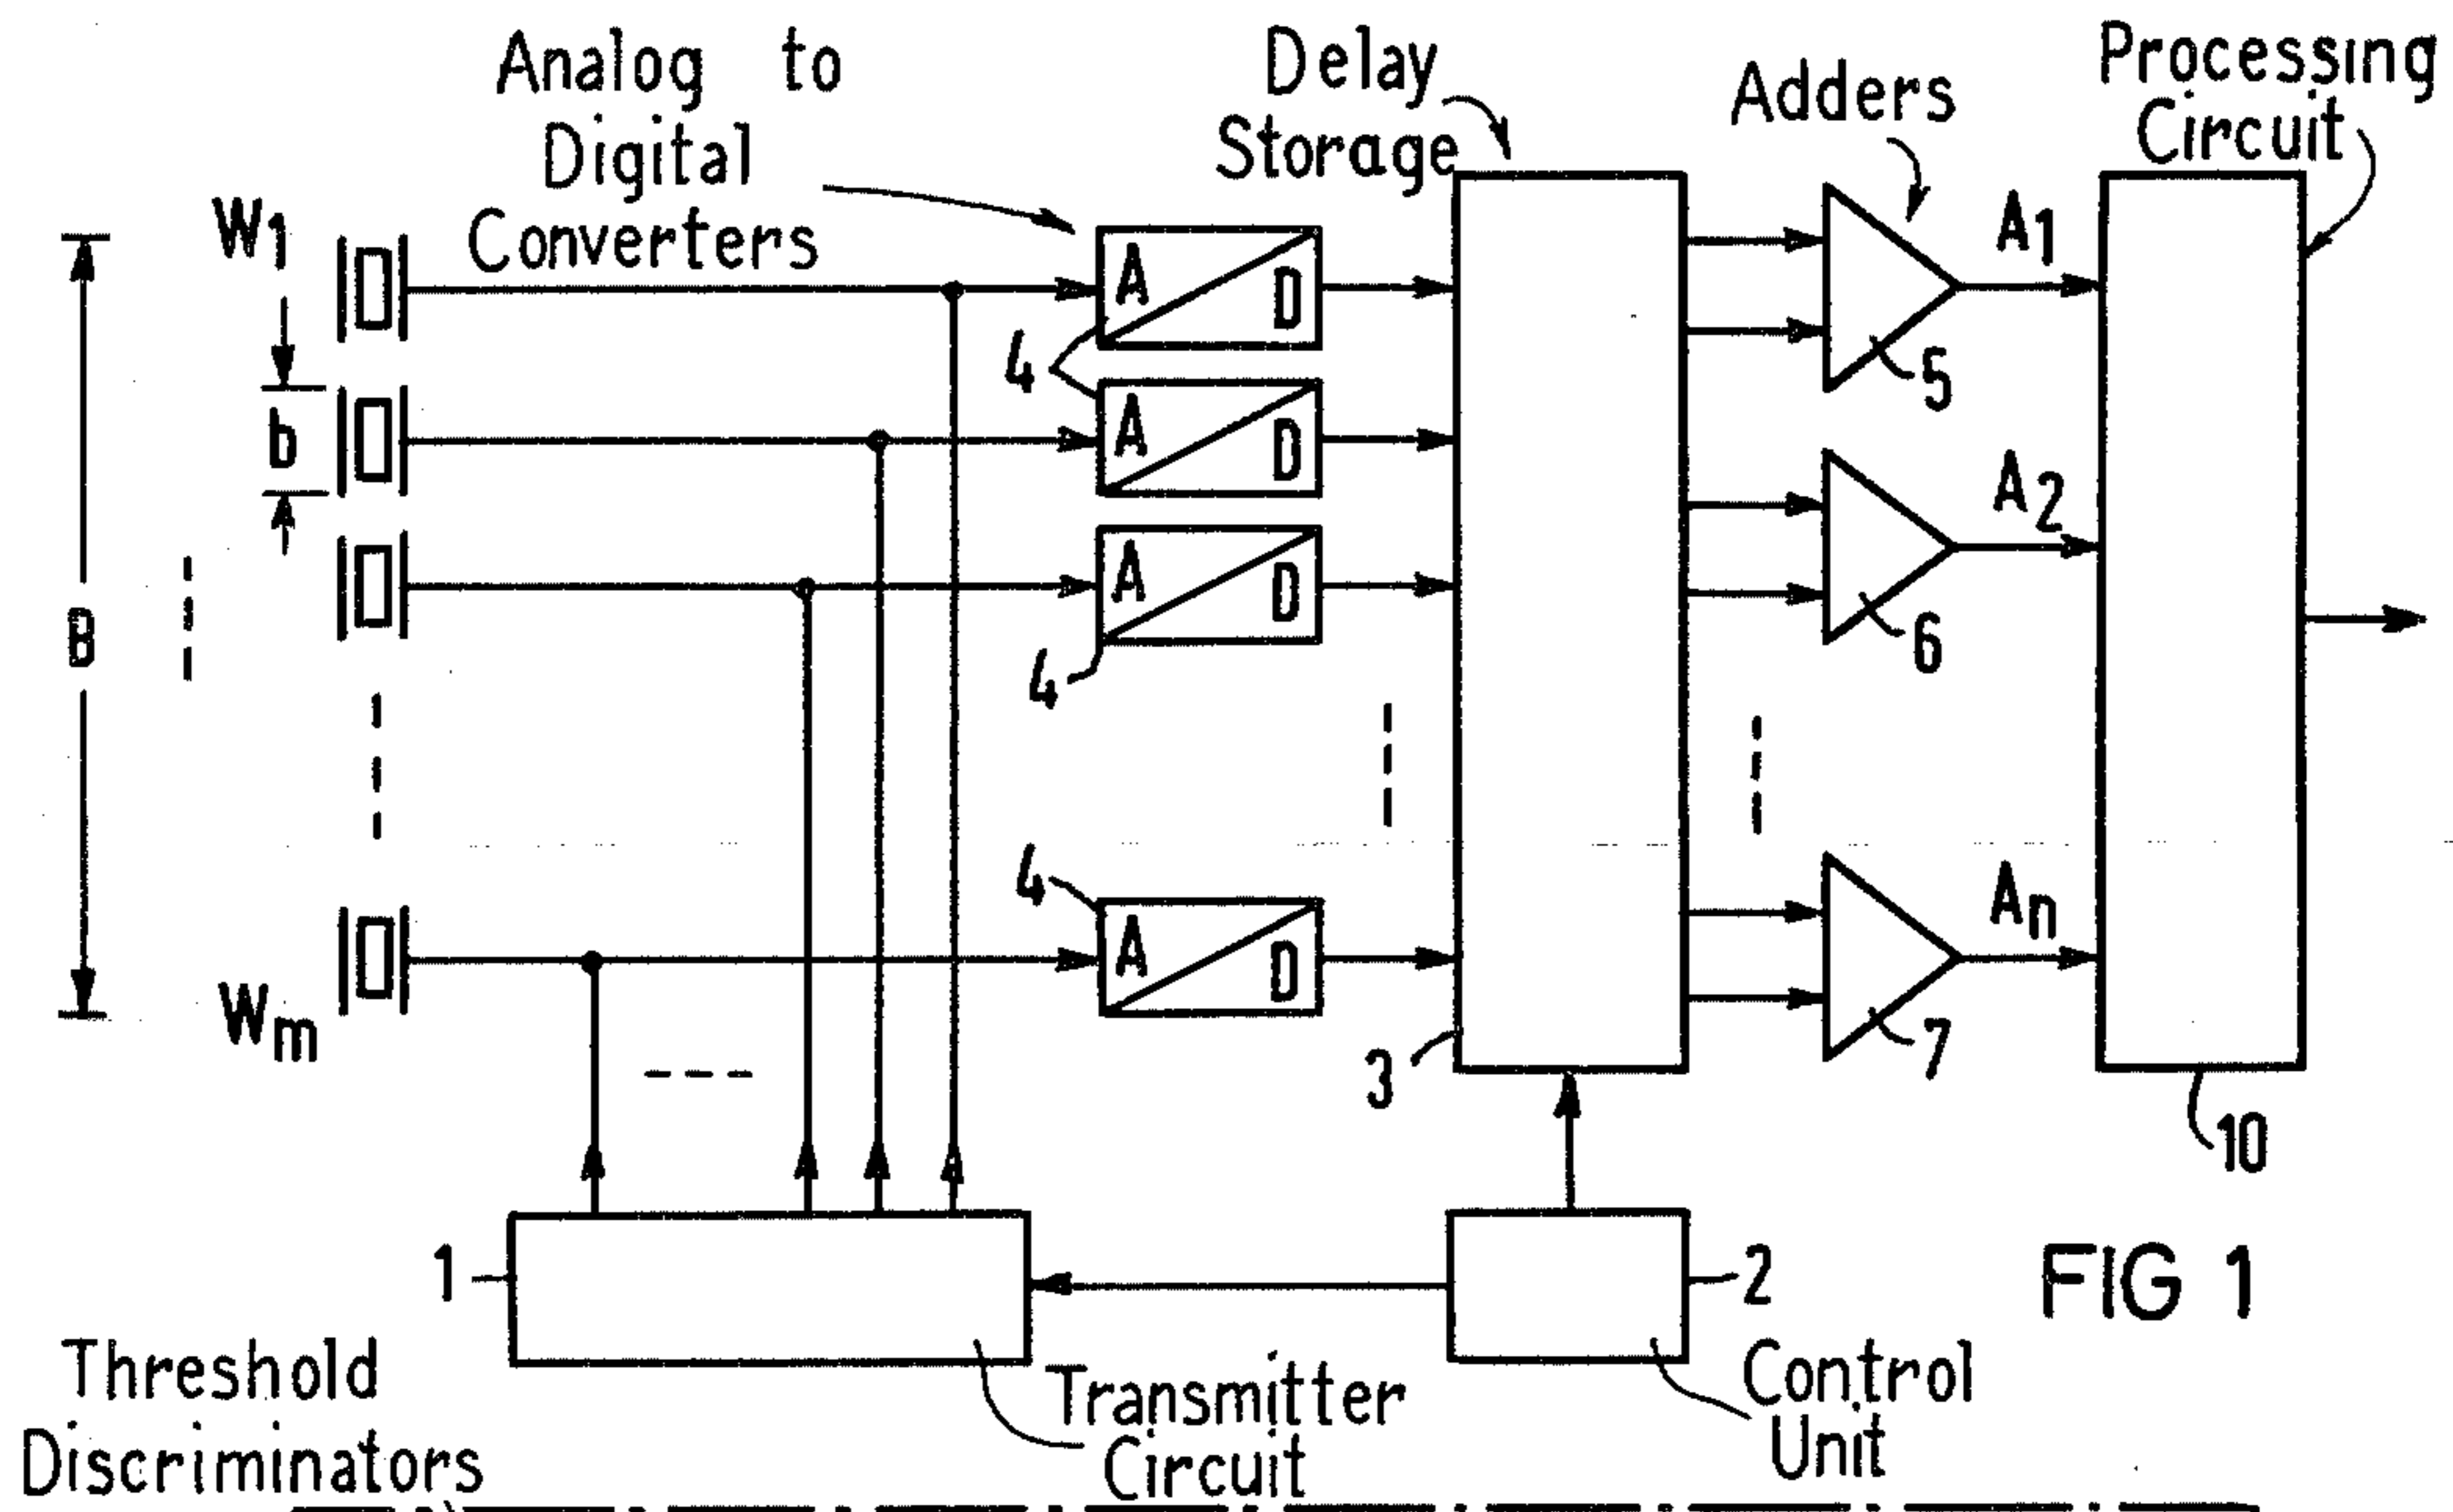 Analog to
Digital
Converters
Delay
Storage
Adders
Processing
Circuit
W1
b
B
Wm
A D
A D
A D
A D
4
4
4
3
5
6
7
A1
A2
An
10
1
2
FIG 1
Transmitter
Circuit
Control
Unit
Threshold
Discriminators